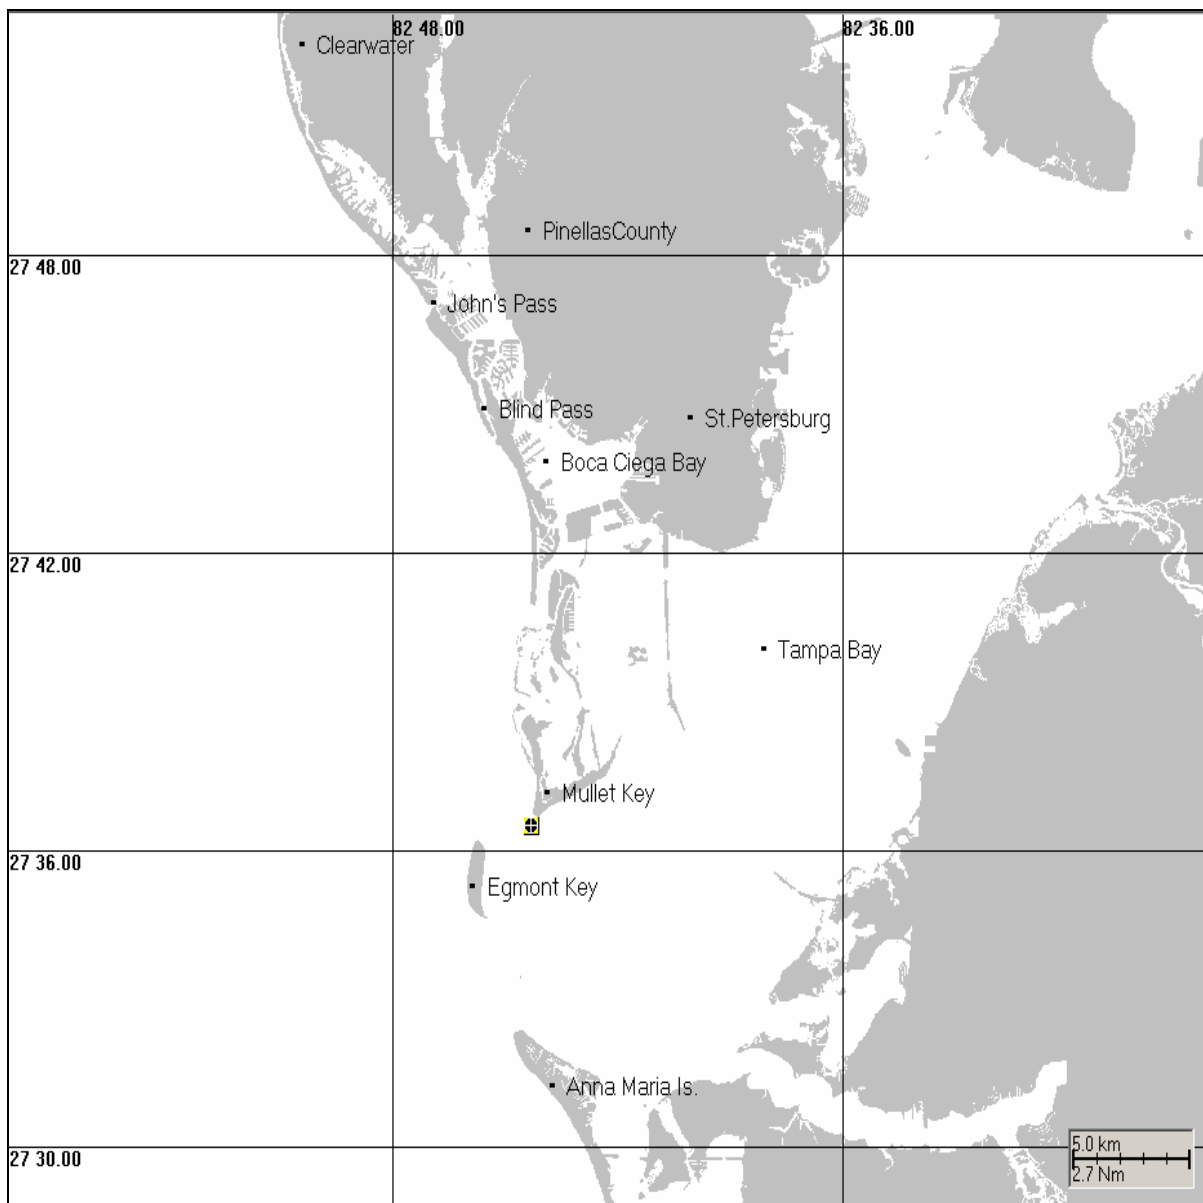 82 48.00
82 36.00
Clearwater
PinellasCounty
27 48.00
John's Pass
Blind Pass
St.Petersburg
Boca Ciega Bay
27 42.00
Tampa Bay
Mullet Key
27 36.00
Egmont Key
Anna Maria Is.
5.0 km
2.7 Nm
27 30.00